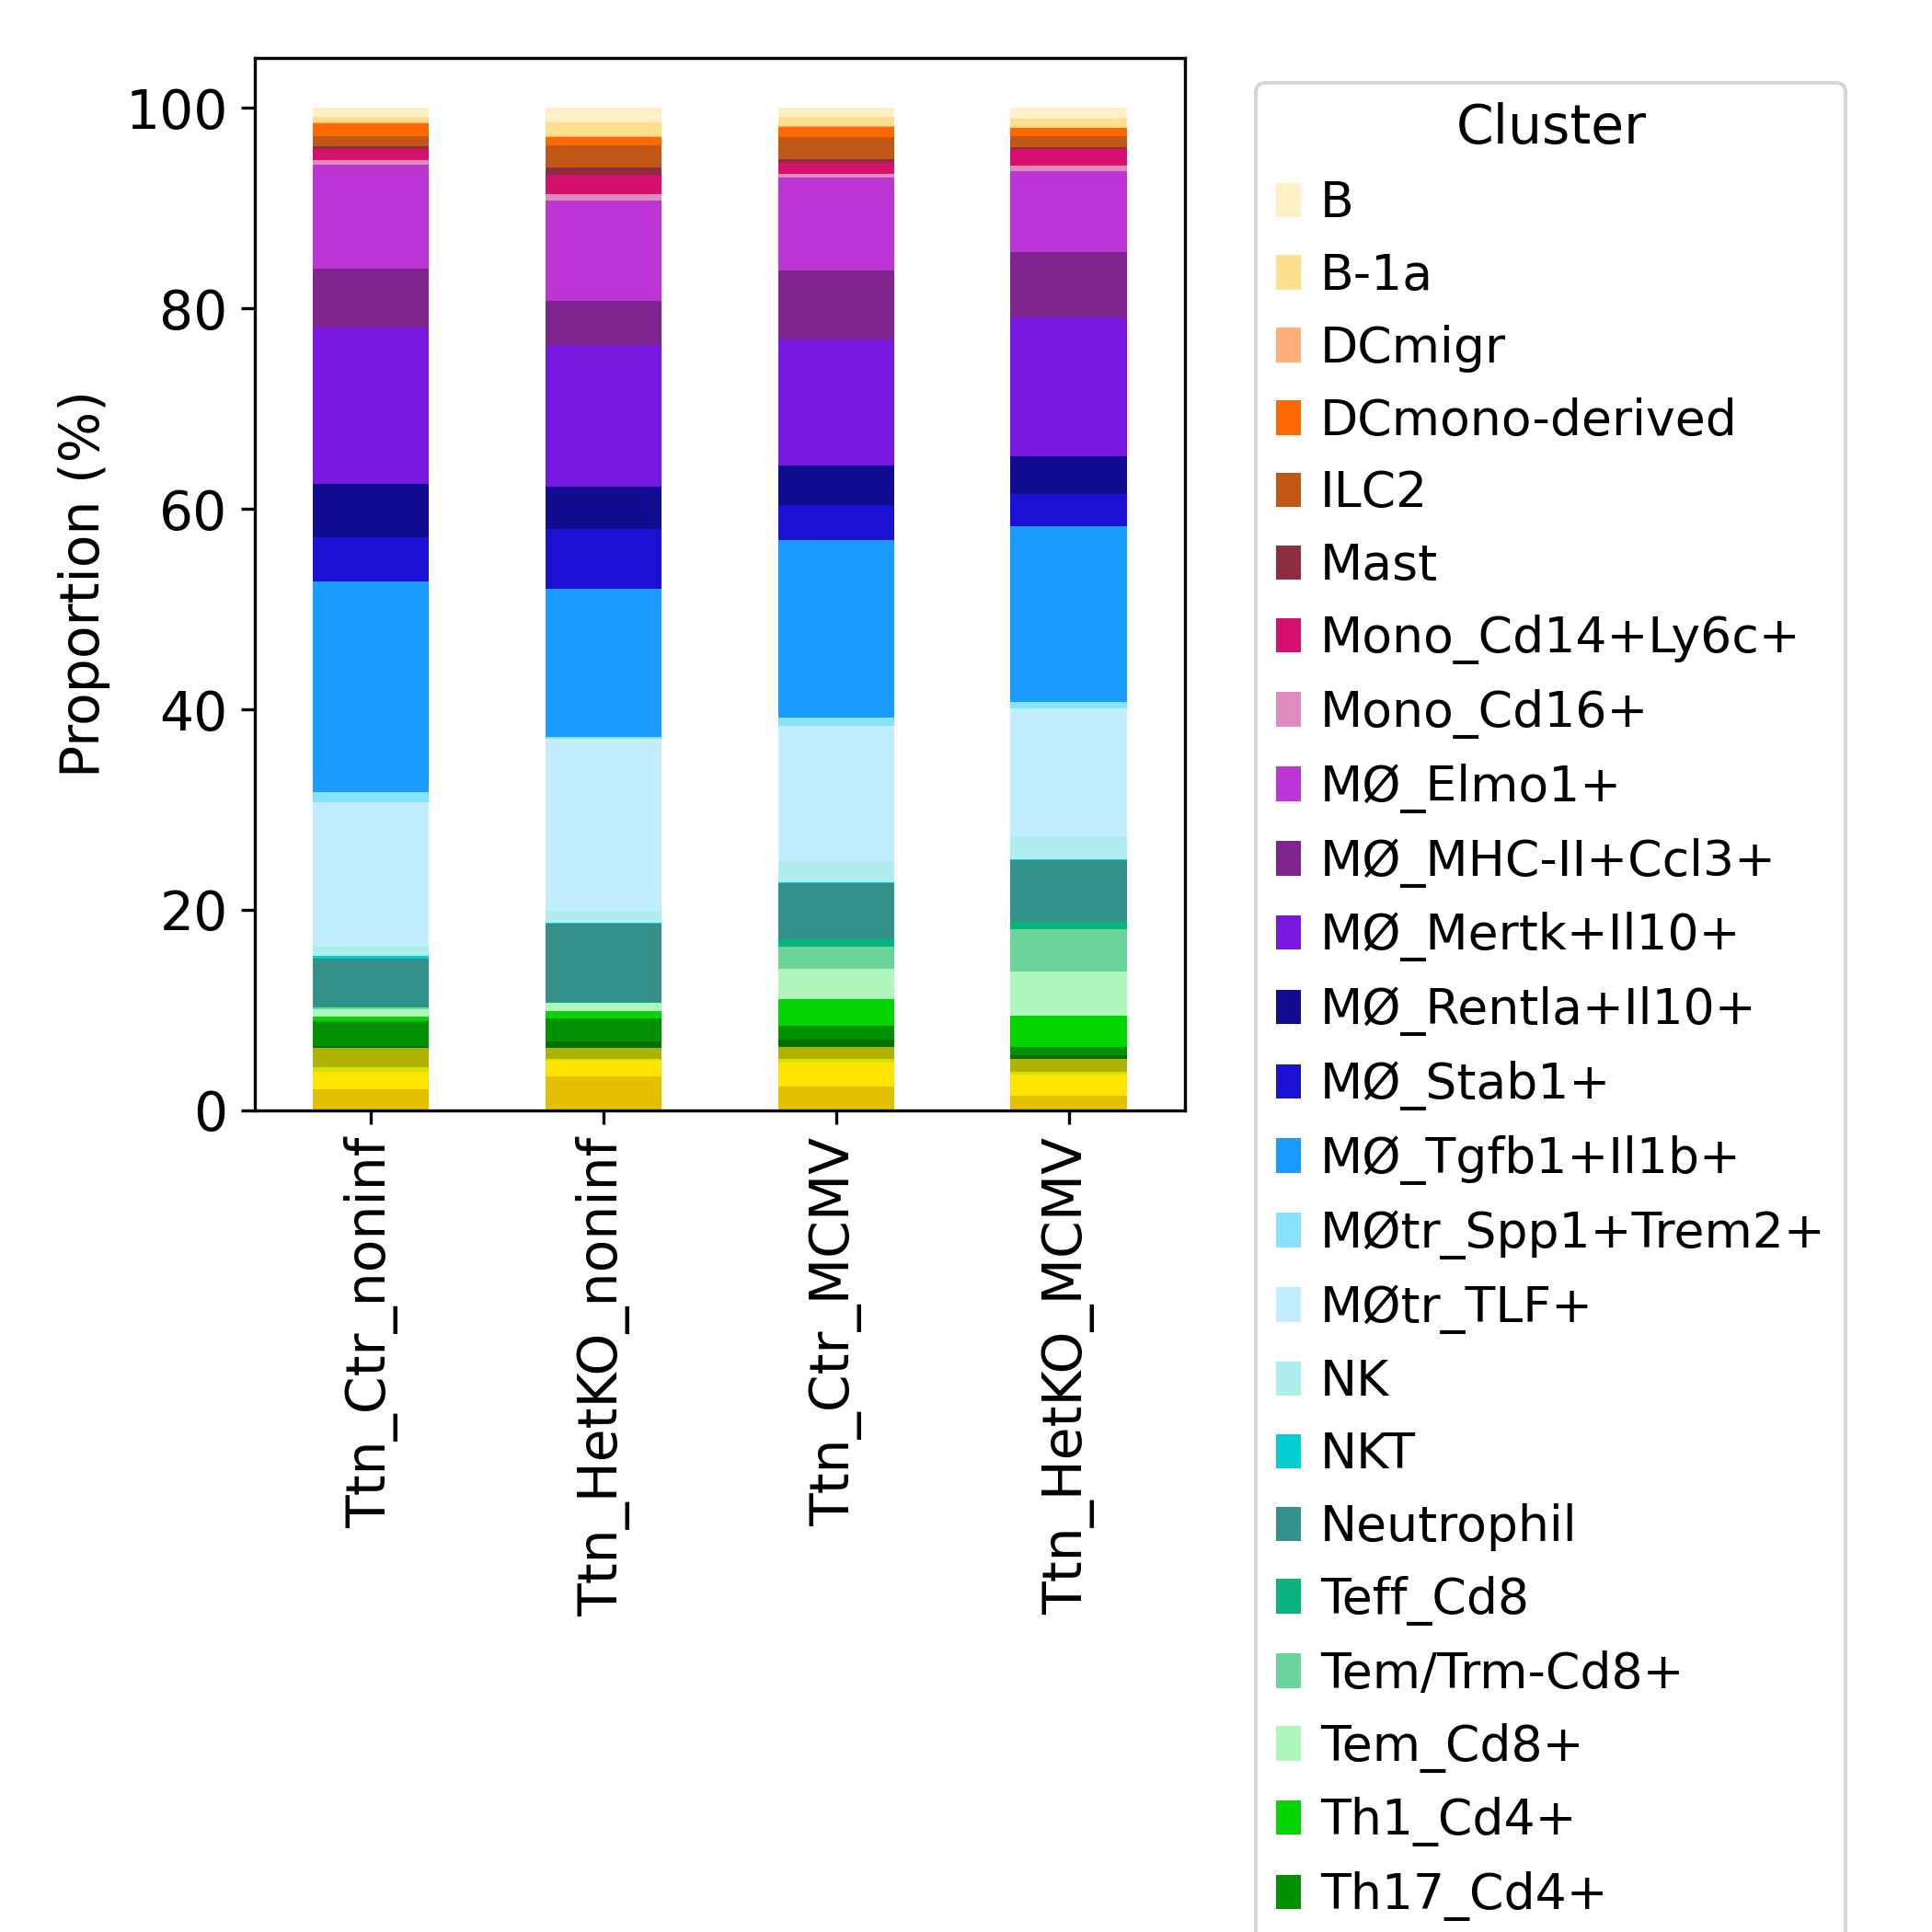 Proportion (%)
100
80
60
40
20
0
Ttn_Ctr_noninf
Ttn_HetKO_noninf
Ttn_Ctr_MCMV
Ttn_HetKO_MCMV
Cluster
B
B-1a
DCmigr
DCmono-derived
ILC2
Mast
Mono_Cd14+Ly6c+
Mono_Cd16+
MØ_Elmo1+
MØ_MHC-II+Ccl3+
MØ_Mertk+Il10+
MØ_Rentla+Il10+
MØ_Stab1+
MØ_Tgfb1+Il1b+
MØtr_Spp1+Trem2+
MØtr_TLF+
NK
NKT
Neutrophil
Teff_Cd8
Tem/Trm-Cd8+
Tem_Cd8+
Th1_Cd4+
Th17_Cd4+